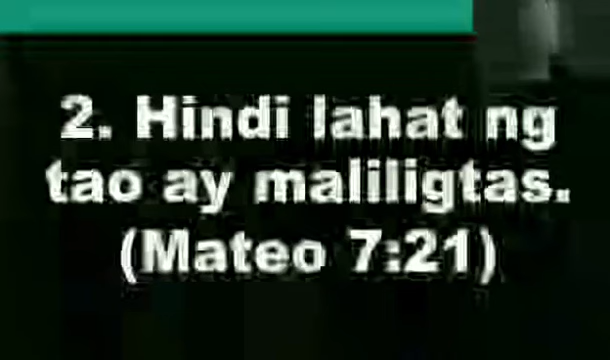 2. Hindi lahat ng
tao ay maliligtas.
(Mateo 7:21)